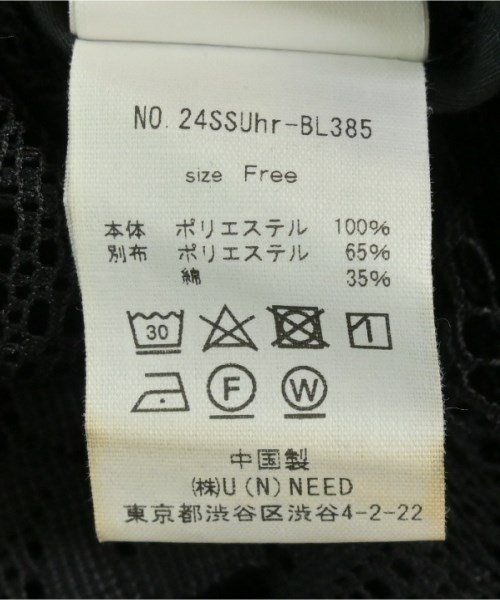 NO. 24SSUhr-BL385
size Free
本体 ポリエステル 100%
別布 ポリエステル 65%
綿 35%
30
F W
中国製
㈱U(N)NEED
東京都渋谷区渋谷4-2-22